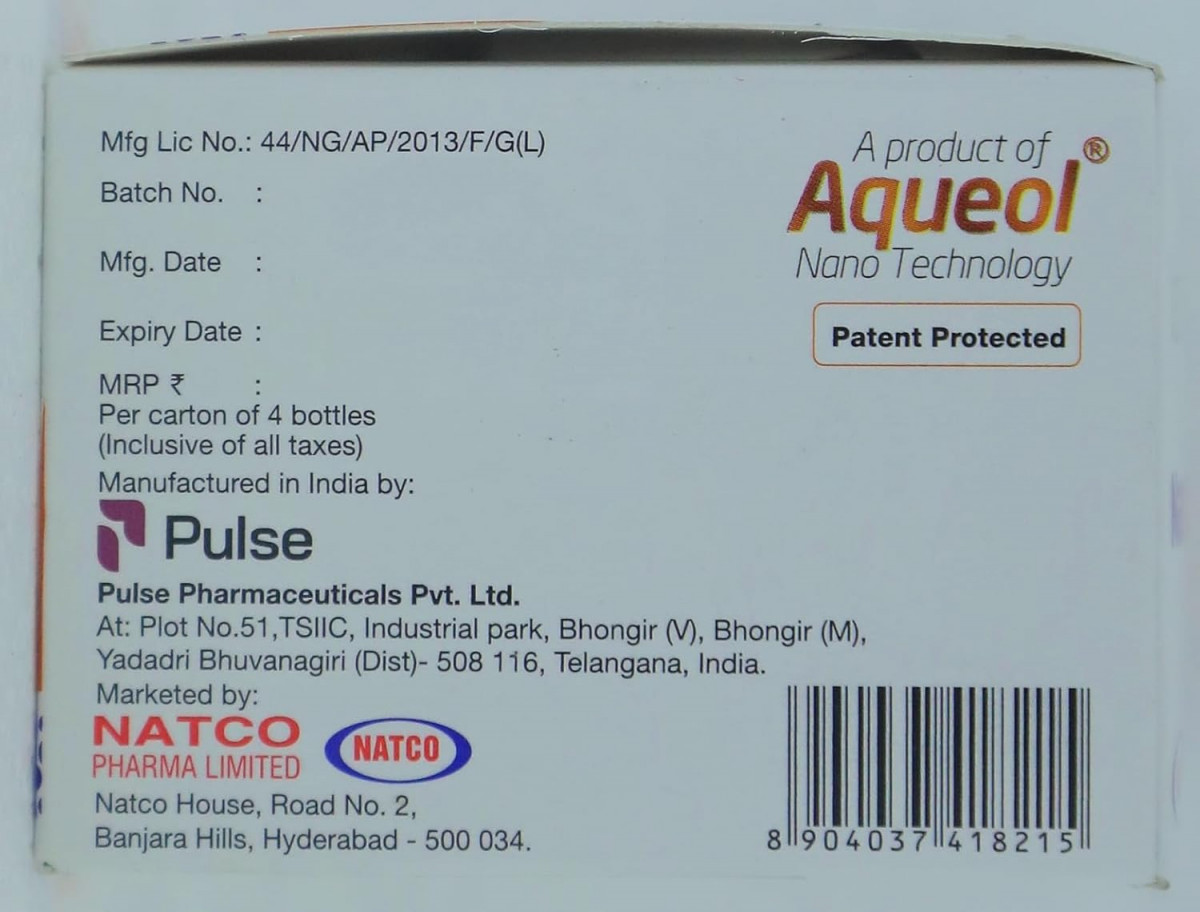 Mfg Lic No.: 44/NG/AP/2013/F/G(L)
Batch No. :
Mfg. Date :
Expiry Date :
MRP ₹ :
Per carton of 4 bottles
(Inclusive of all taxes)
Manufactured in India by:
Pulse
Pulse Pharmaceuticals Pvt. Ltd.
At: Plot No.51,TSIIC, Industrial park, Bhongir (V), Bhongir (M),
Yadadri Bhuvanagiri (Dist)- 508 116, Telangana, India.
Marketed by:
NATCO
PHARMA LIMITED
NATCO
Natco House, Road No. 2,
Banjara Hills, Hyderabad - 500 034.
A product of
Aqueol®
Nano Technology
Patent Protected
8 904037 418215